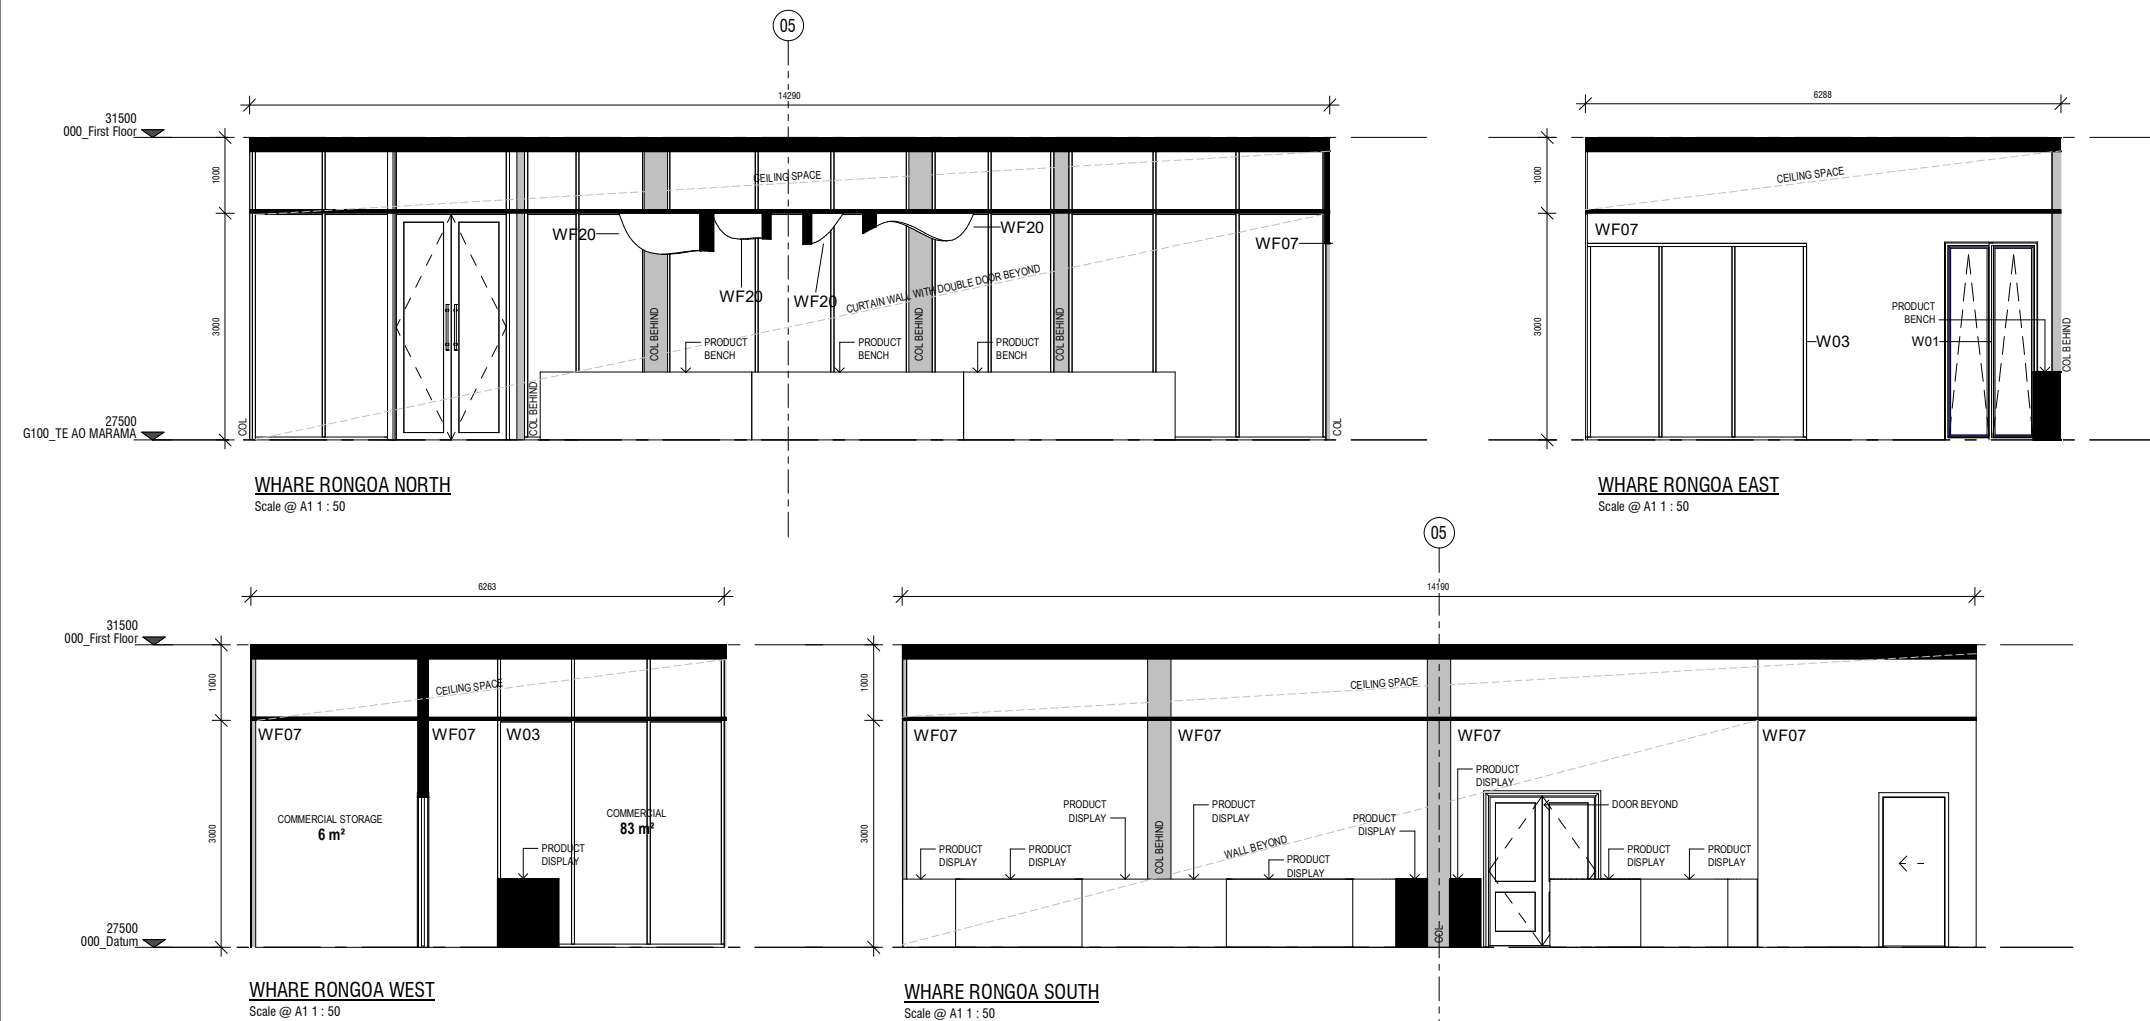 05
14290
31500
000_First Floor
1000
CEILING SPACE
WF20
WF20
WF07
WF20
WF20
CURTAIN WALL WITH DOUBLE DOOR BEYOND
3000
COL BEHIND
COL BEHIND
COL BEHIND
PRODUCT
BENCH
PRODUCT
BENCH
PRODUCT
BENCH
COL
COL BEHIND
COL
27500
G100_TE AO MARAMA
WHARE RONGOA NORTH
Scale @ A1 1 : 50
6288
1000
CEILING SPACE
WF07
3000
PRODUCT
BENCH
W03
W01
COL BEHIND
WHARE RONGOA EAST
Scale @ A1 1 : 50
6263
31500
000_First Floor
1000
CEILING SPACE
WF07
WF07
W03
3000
COMMERCIAL STORAGE
6 m²
COMMERCIAL
83 m²
PRODUCT
DISPLAY
27500
000_Datum
WHARE RONGOA WEST
Scale @ A1 1 : 50
05
14190
1000
CEILING SPACE
WF07
WF07
WF07
WF07
3000
PRODUCT
DISPLAY
PRODUCT
DISPLAY
PRODUCT
DISPLAY
DOOR BEYOND
PRODUCT
DISPLAY
COL BEHIND
WALL BEYOND
PRODUCT
DISPLAY
PRODUCT
DISPLAY
PRODUCT
DISPLAY
PRODUCT
DISPLAY
PRODUCT
DISPLAY
COL
WHARE RONGOA SOUTH
Scale @ A1 1 : 50